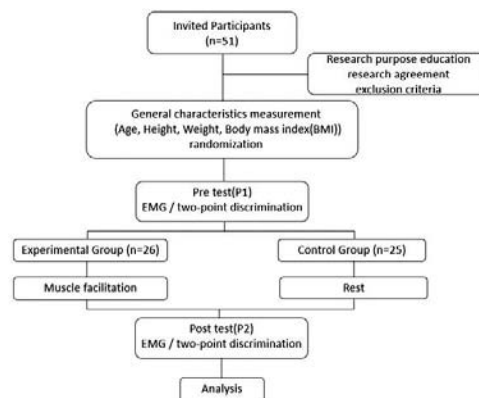 Invited Participants
(n=51)
Research purpose education
research agreement
exclusion criteria
General characteristics measurement
(Age, Height, Weight, Body mass index(BMI))
randomization
Pre test(P1)
EMG / two-point discrimination
Experimental Group (n=26)
Control Group (n=25)
Muscle facilitation
Rest
Post test(P2)
EMG / two-point discrimination
Analysis